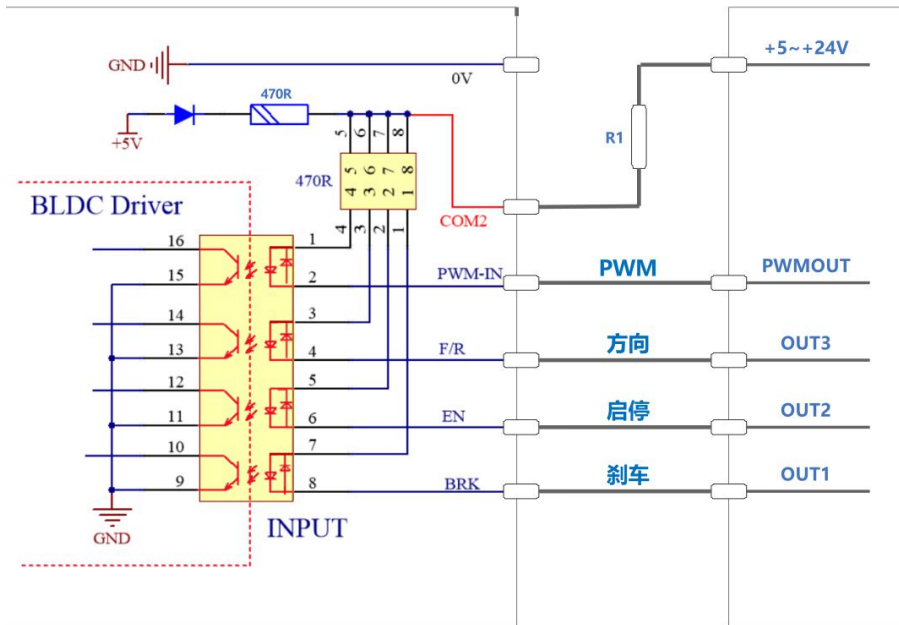 GND
0V
+5~+24V
470R
+5V
R1
5 6 7 8
470R
5 6 7 8
4 3 2 1
4 3 2 1
COM2
BLDC Driver
16
1
15
2
PWM-IN
PWM
PWMOUT
14
3
13
4
F/R
方向
OUT3
12
5
11
6
EN
启停
OUT2
10
7
9
8
BRK
刹车
OUT1
GND
INPUT